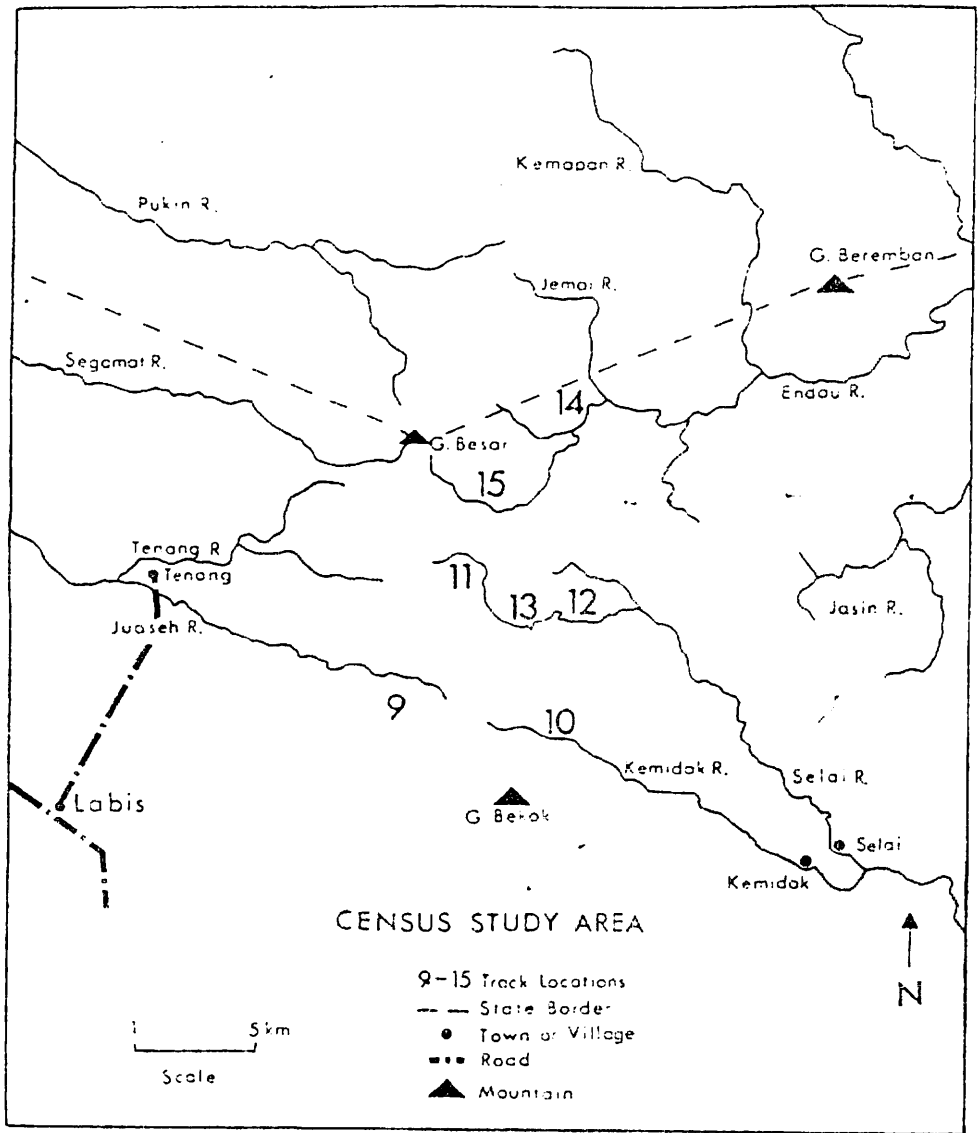 Kemapan R.
Pukin R.
G. Beremban
Jemai R.
Segamat R.
14
Endau R.
G. Besar
15
Tenang R
Tenang
11
13
12
Jasin R.
Juaseh R.
9
10
Kemidak R.
Selai R.
Labis
G Bekok
Selai
Kemidak
CENSUS STUDY AREA
N
9-15 Track Locations
State Border
1 5 km
Town or Village
Road
Scale
Mountain